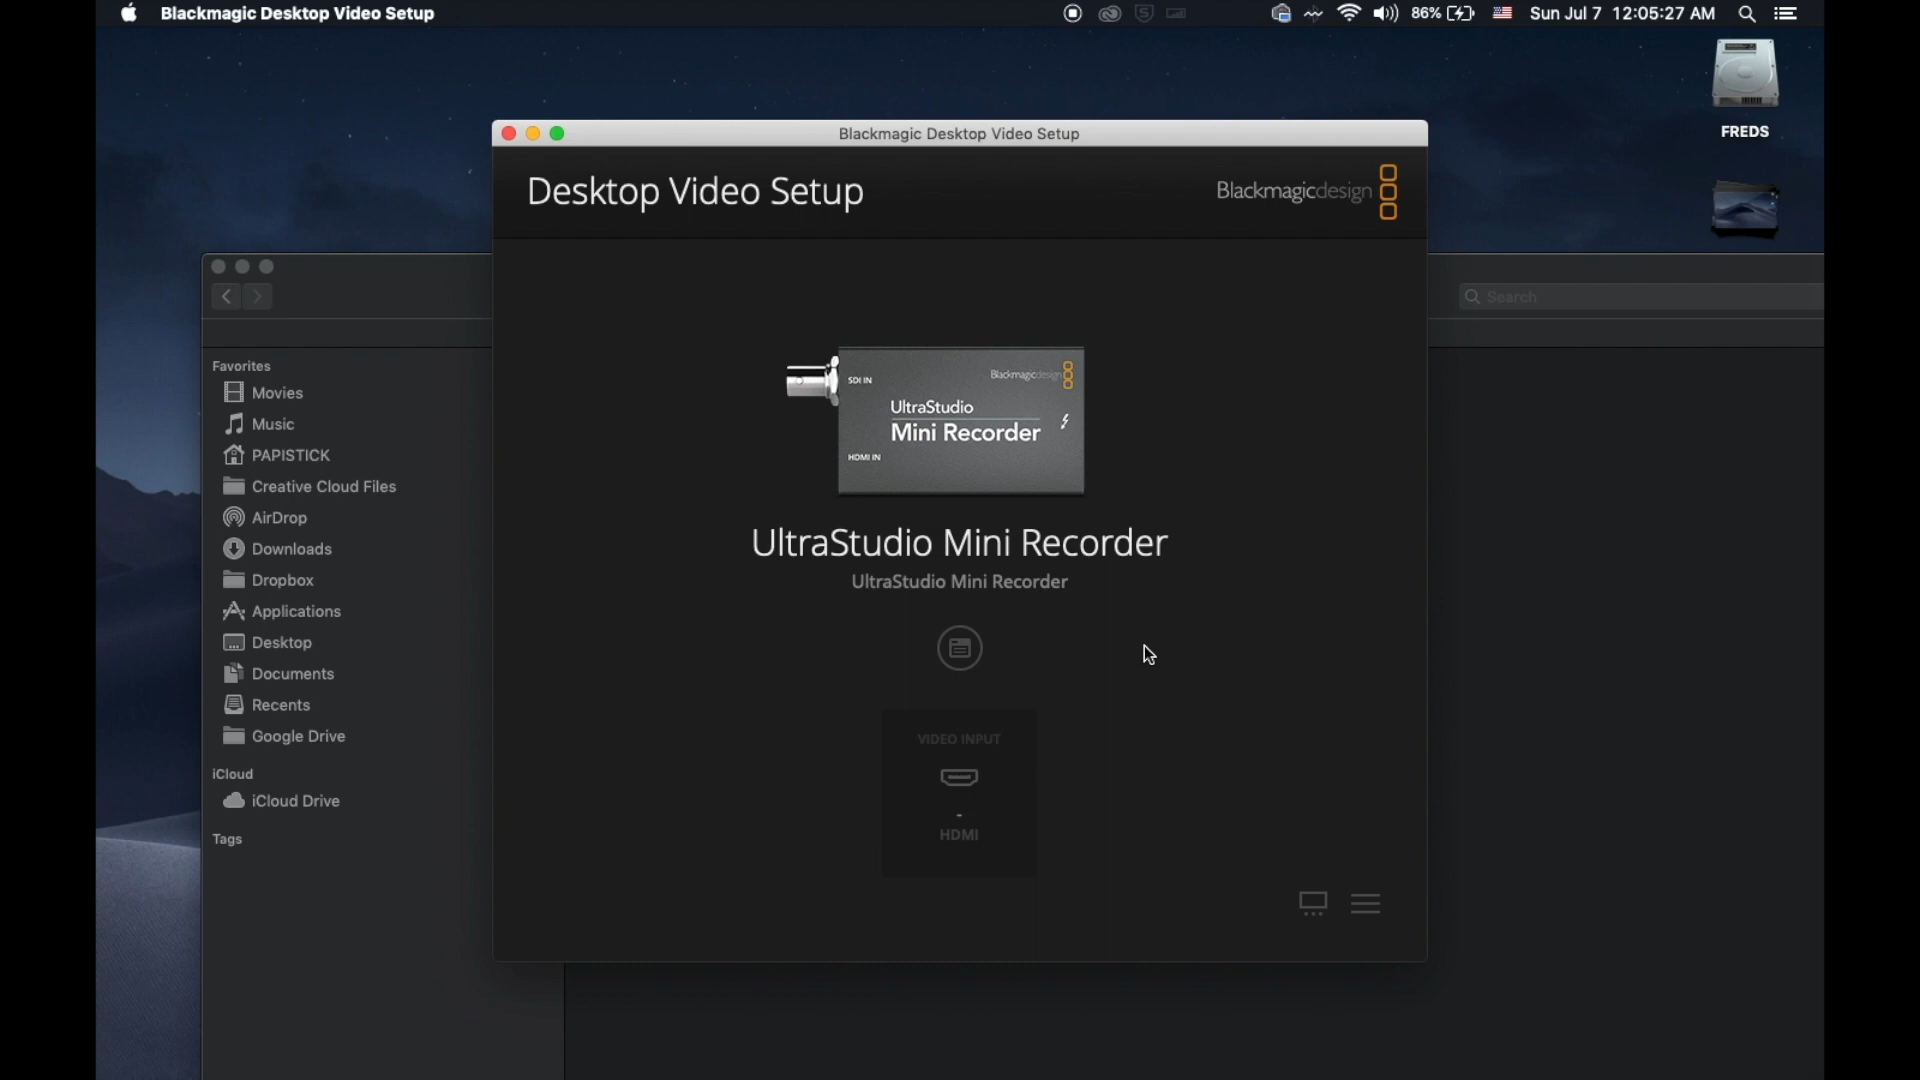 Blackmagic Desktop Video Setup
86%
Sun Jul 7 12:05:27 AM
FREDS
Blackmagic Desktop Video Setup
Desktop Video Setup
Blackmagicdesign
Search
Favorites
Movies
Music
PAPISTICK
Creative Cloud Files
AirDrop
Downloads
Dropbox
Applications
Desktop
Documents
Recents
Google Drive
iCloud
iCloud Drive
Tags
SDI IN
Blackmagicdesign
UltraStudio
Mini Recorder
HDMI IN
UltraStudio Mini Recorder
UltraStudio Mini Recorder
VIDEO INPUT
-
HDMI